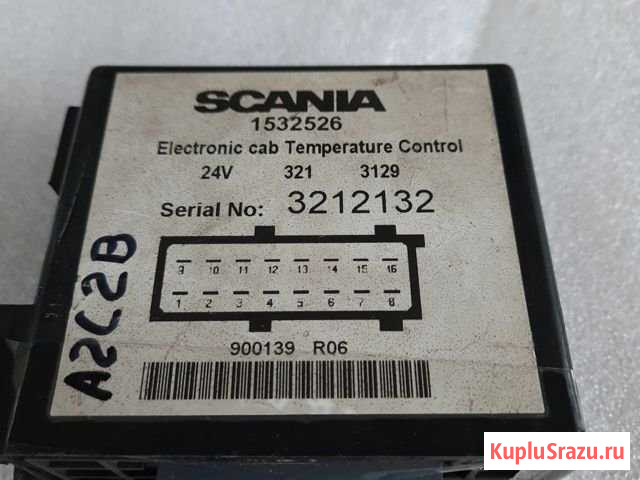 SCANIA
1532526
Electronic cab Temperature Control
24V 321 3129
Serial No: 3212132
9 10 11 12 13 14 15 16
1 2 3 4 5 6 7 8
900139 R06
A2C2B
KupluSrazu.ru